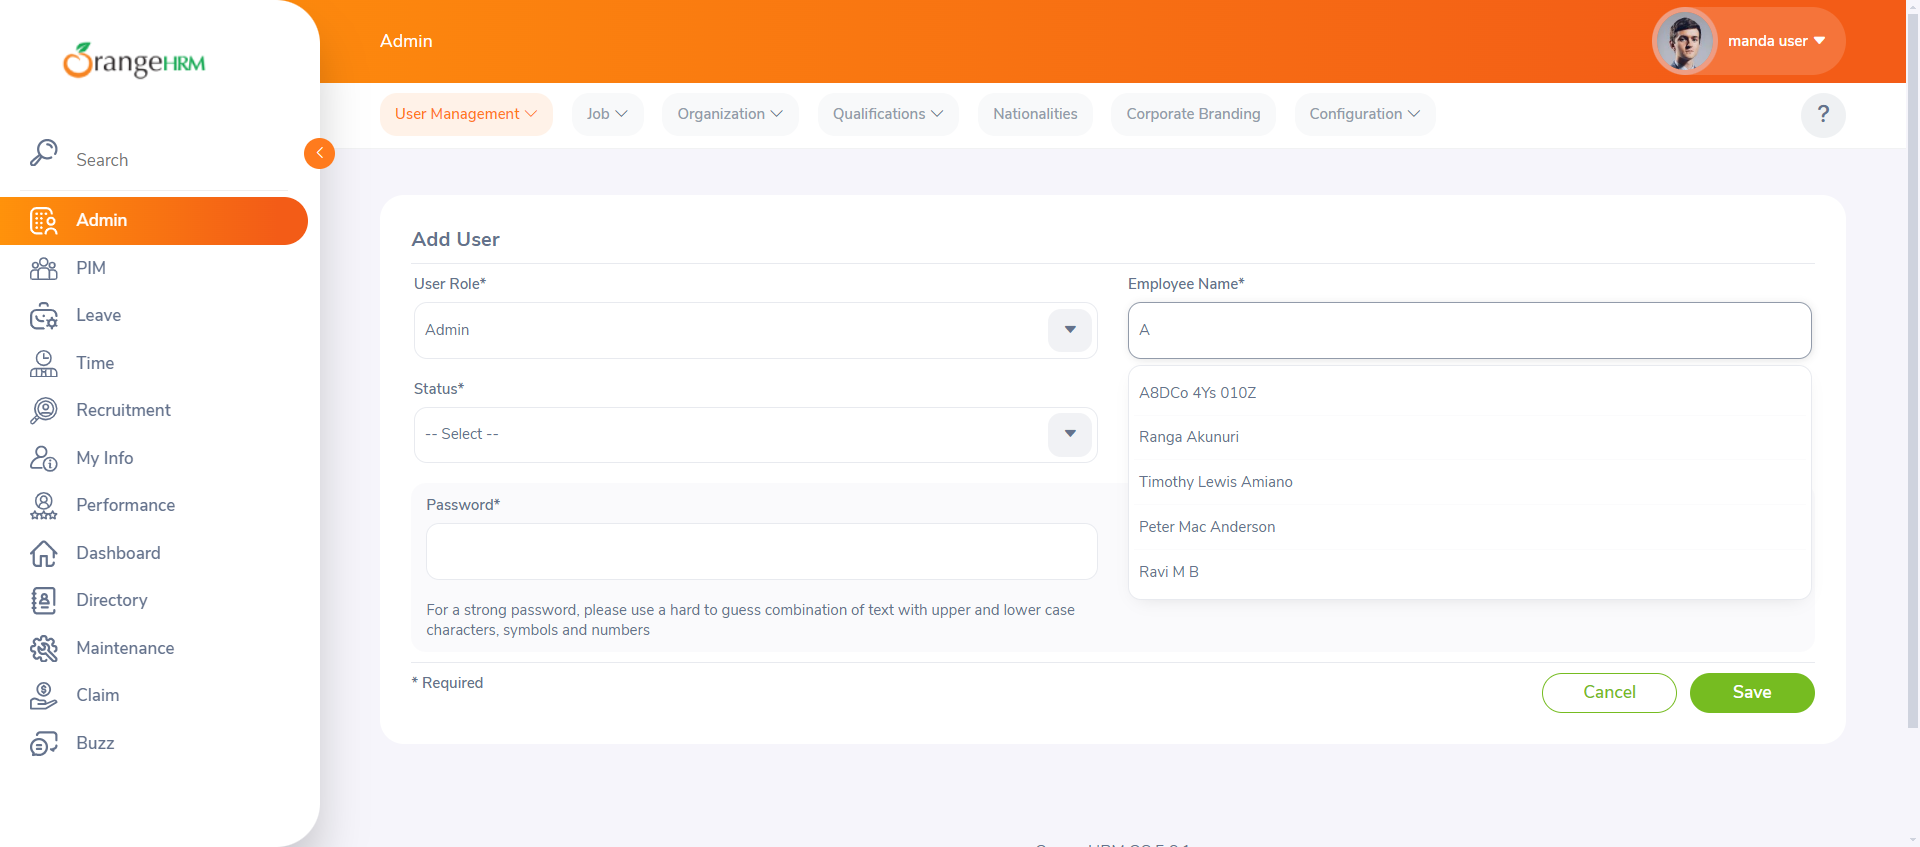 OrangeHRM
Admin
manda user
User Management
Job
Organization
Qualifications
Nationalities
Corporate Branding
Configuration
?
Search
Admin
PIM
Leave
Time
Recruitment
My Info
Performance
Dashboard
Directory
Maintenance
Claim
Buzz
Add User
User Role*
Admin
Employee Name*
A
A8DCo 4Ys 010Z
Ranga Akunuri
Timothy Lewis Amiano
Peter Mac Anderson
Ravi M B
Status*
-- Select --
Password*
For a strong password, please use a hard to guess combination of text with upper and lower case
characters, symbols and numbers
* Required
Cancel
Save